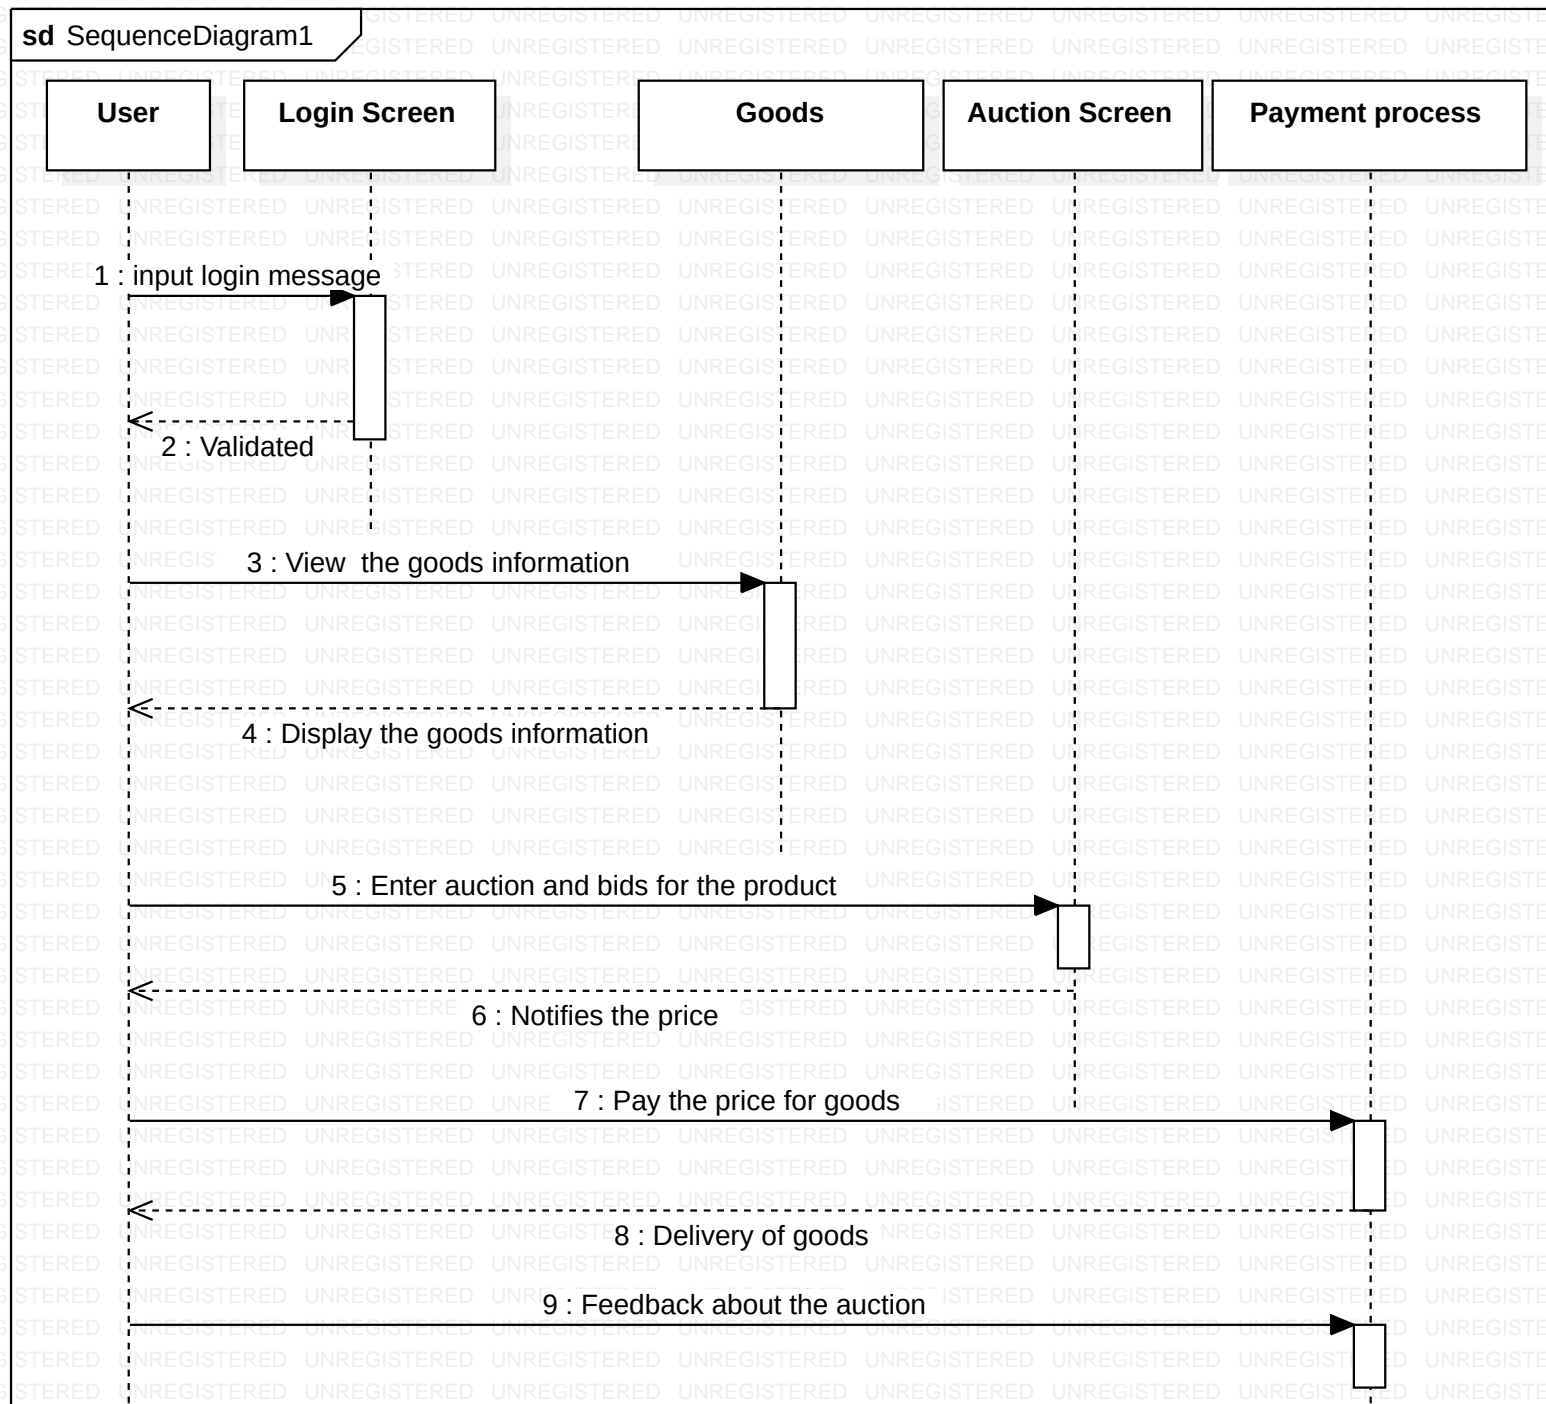 sd SequenceDiagram1
User
Login Screen
Goods
Auction Screen
Payment process
1 : input login message
2 : Validated
3 : View  the goods information
4 : Display the goods information
5 : Enter auction and bids for the product
6 : Notifies the price
7 : Pay the price for goods
8 : Delivery of goods
9 : Feedback about the auction
UNREGISTERED